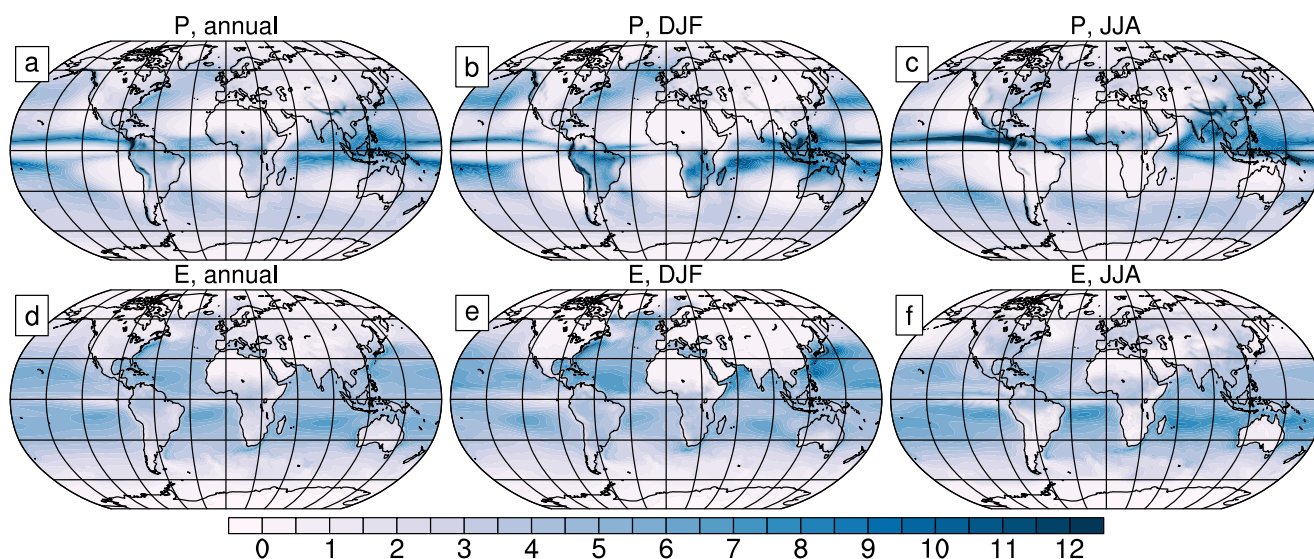 P, annual
P, DJF
P, JJA
a
b
c
E, annual
E, DJF
E, JJA
d
e
f
0 1 2 3 4 5 6 7 8 9 10 11 12